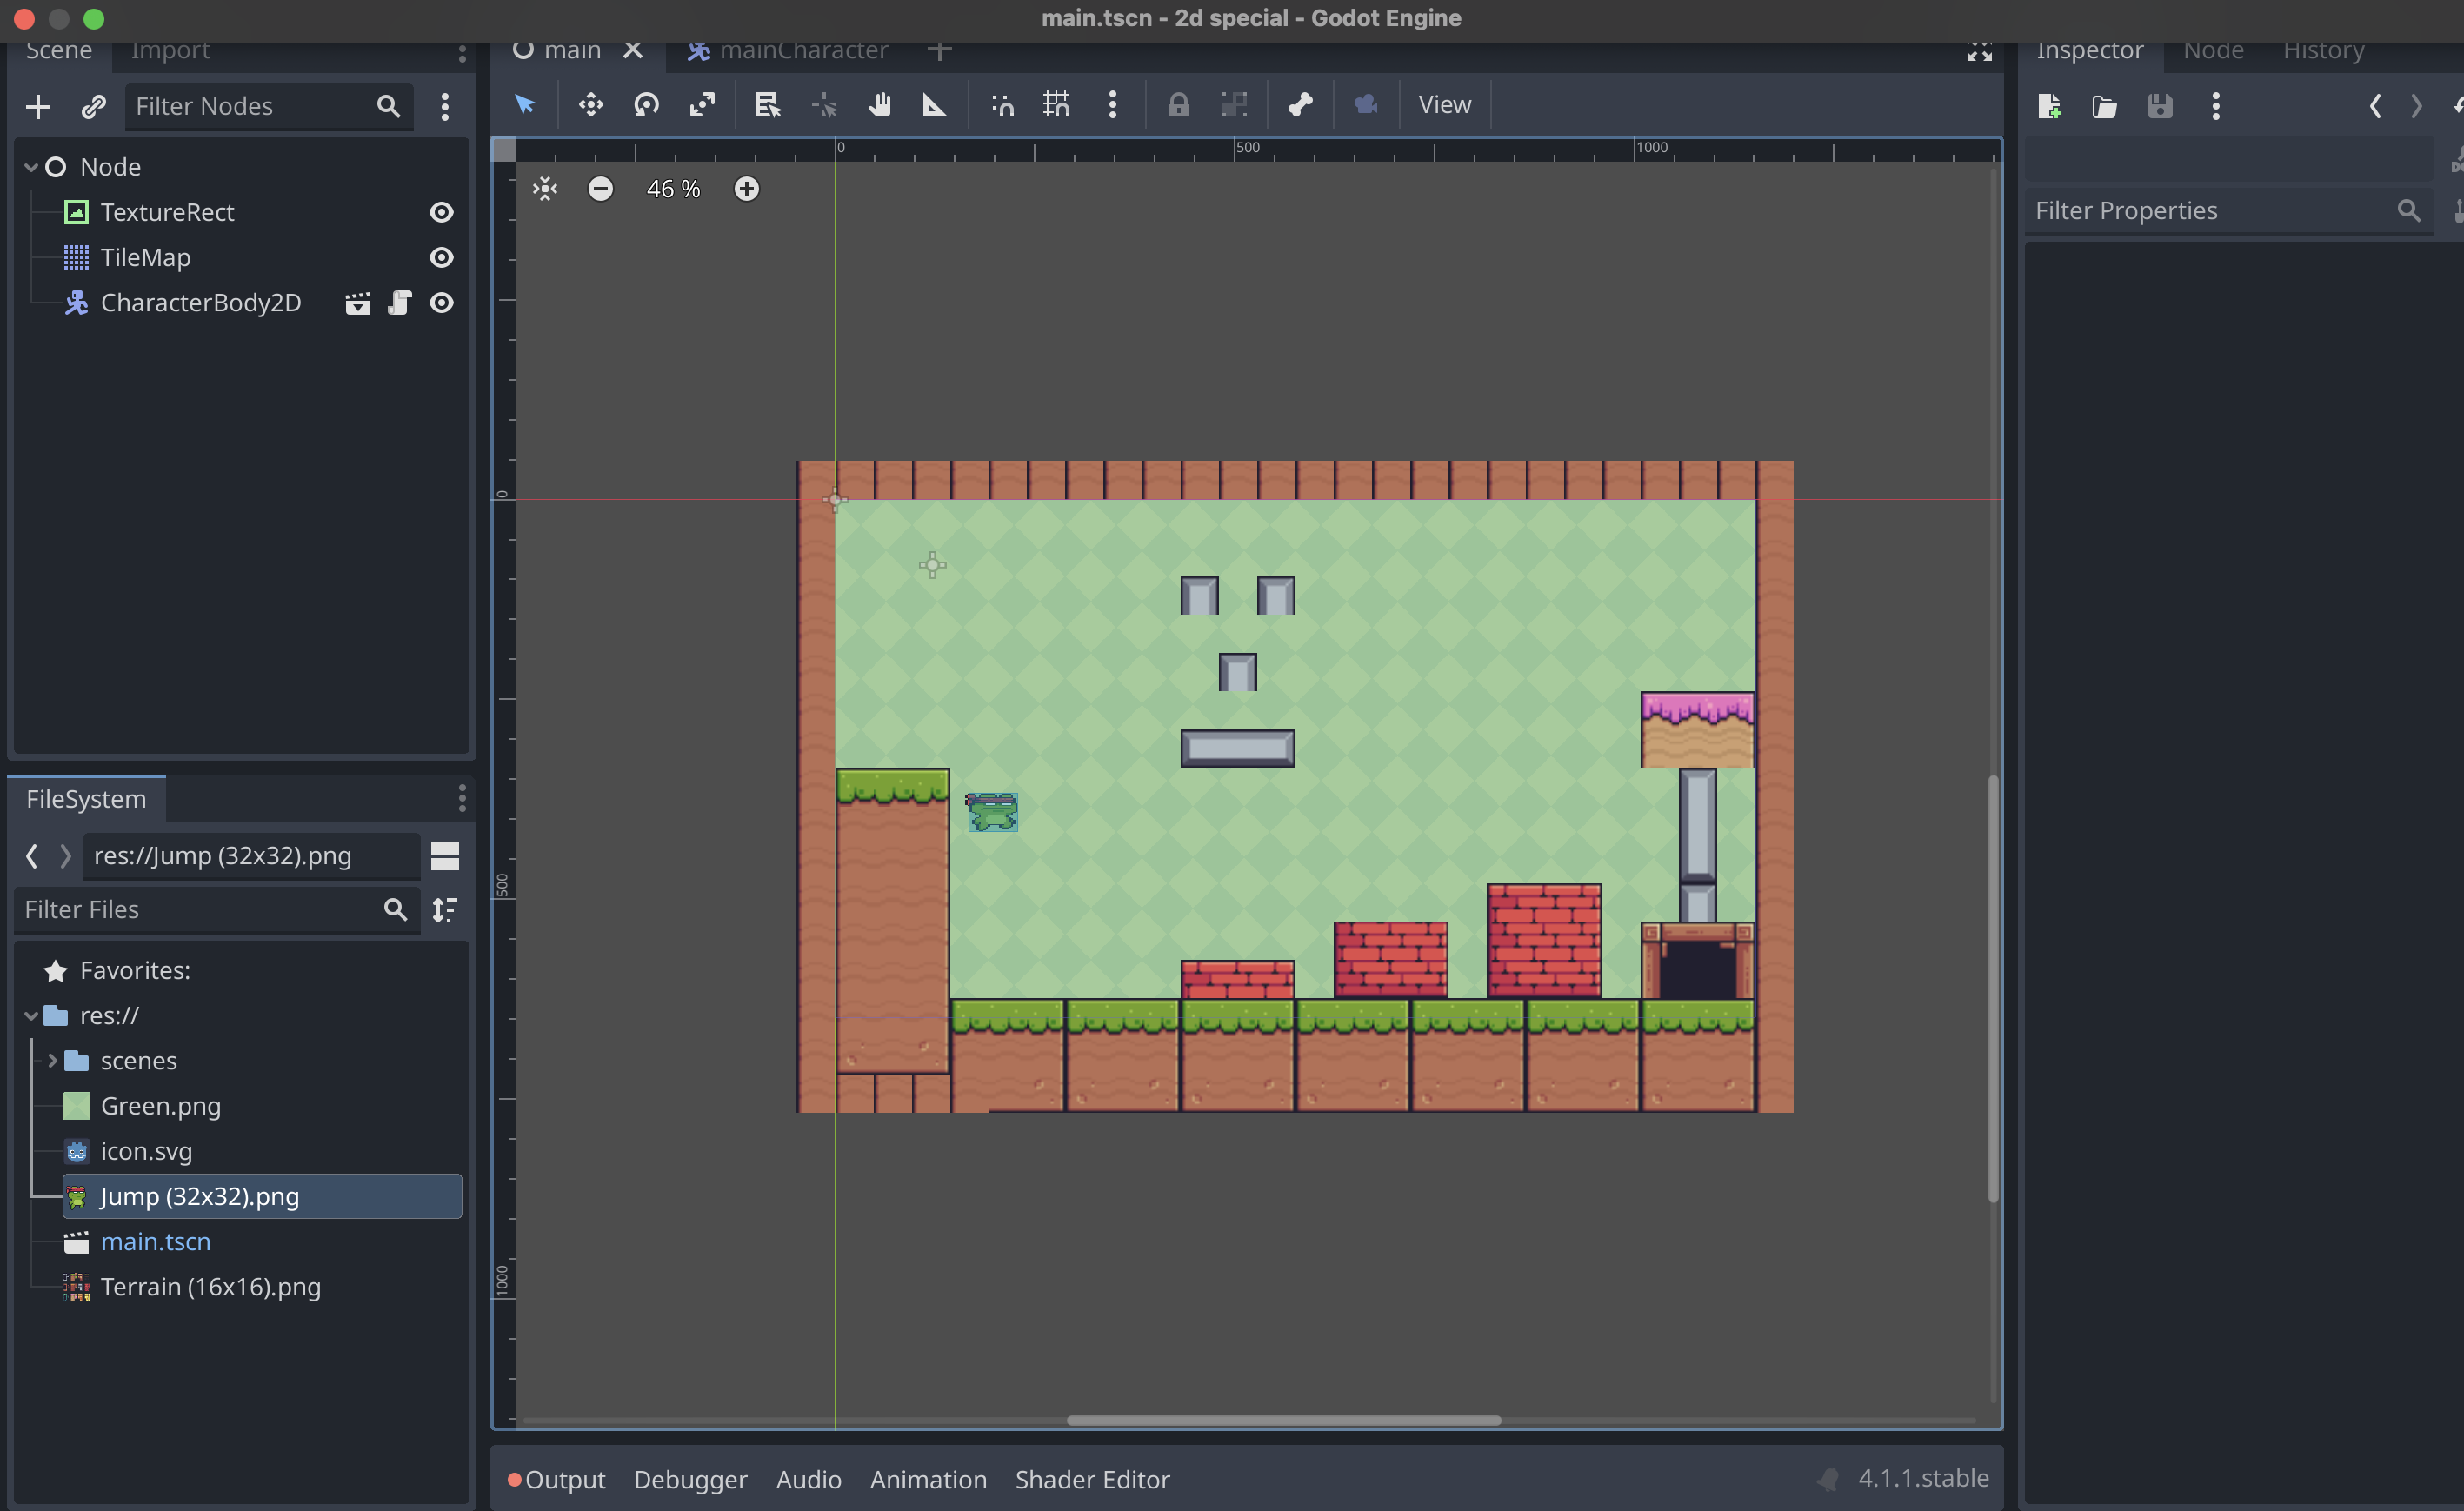 main.tscn - 2d special - Godot Engine
Scene Import
Filter Nodes
Node
TextureRect
TileMap
CharacterBody2D
FileSystem
res://Jump (32x32).png
Filter Files
Favorites:
res://
scenes
Green.png
icon.svg
Jump (32x32).png
main.tscn
Terrain (16x16).png
main mainCharacter
View
0 500 1000
46 %
0
500
1000
Output Debugger Audio Animation Shader Editor 4.1.1.stable
Inspector Node History
Filter Properties